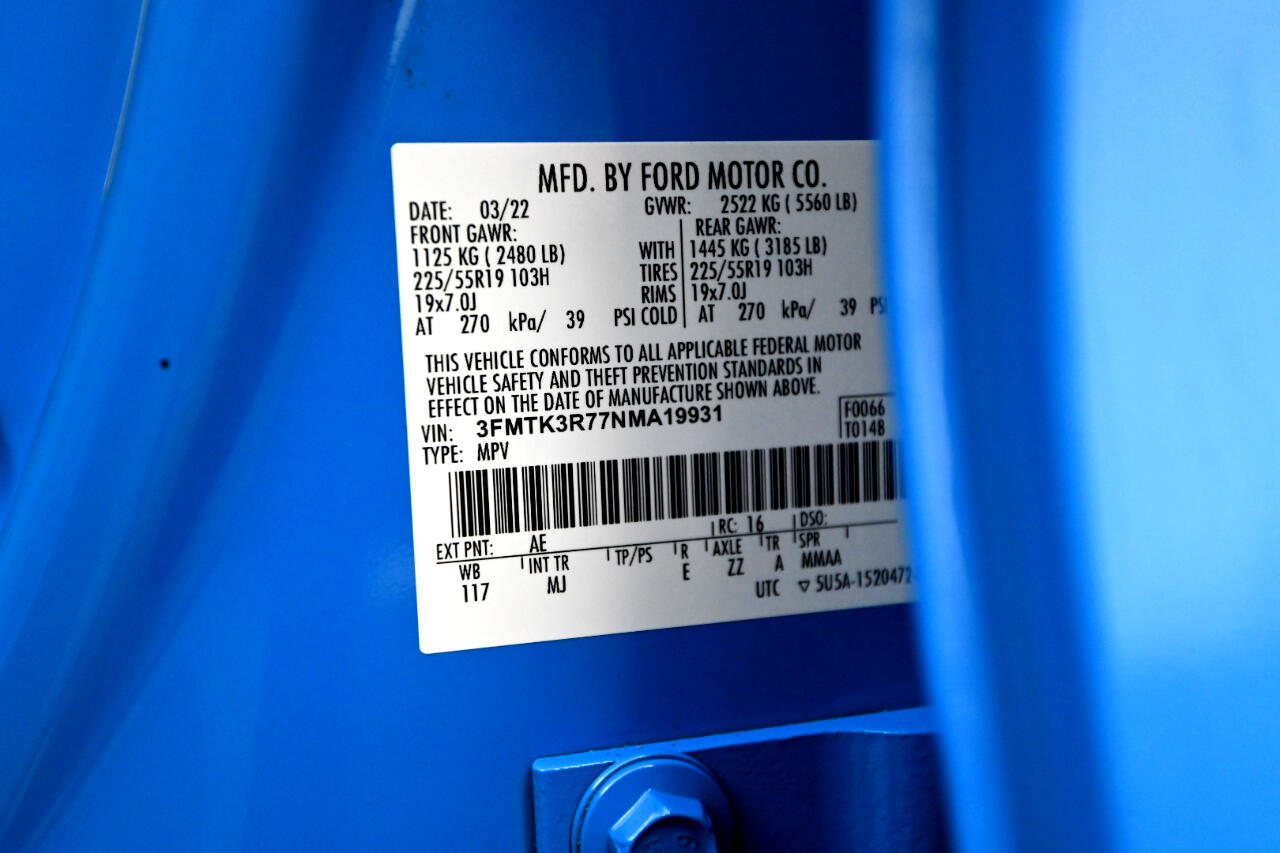 MFD. BY FORD MOTOR CO.
DATE: 03/22 GVWR: 2522 KG ( 5560 LB)
FRONT GAWR: REAR GAWR:
1125 KG ( 2480 LB) WITH 1445 KG ( 3185 LB)
225/55R19 103H TIRES 225/55R19 103H
19x7.0J RIMS 19x7.0J
AT 270 kPa/ 39 PSI COLD AT 270 kPa/ 39 PS
THIS VEHICLE CONFORMS TO ALL APPLICABLE FEDERAL MOTOR
VEHICLE SAFETY AND THEFT PREVENTION STANDARDS IN
EFFECT ON THE DATE OF MANUFACTURE SHOWN ABOVE.
VIN: 3FMTK3R77NMA19931 F0066
TYPE: MPV T0148
EXT PNT: AE RC: 16 DSO:
WB INT TR TP/PS R AXLE TR SPR
117 MJ E ZZ A MMAA
UTC ▽ 5U5A-1520472